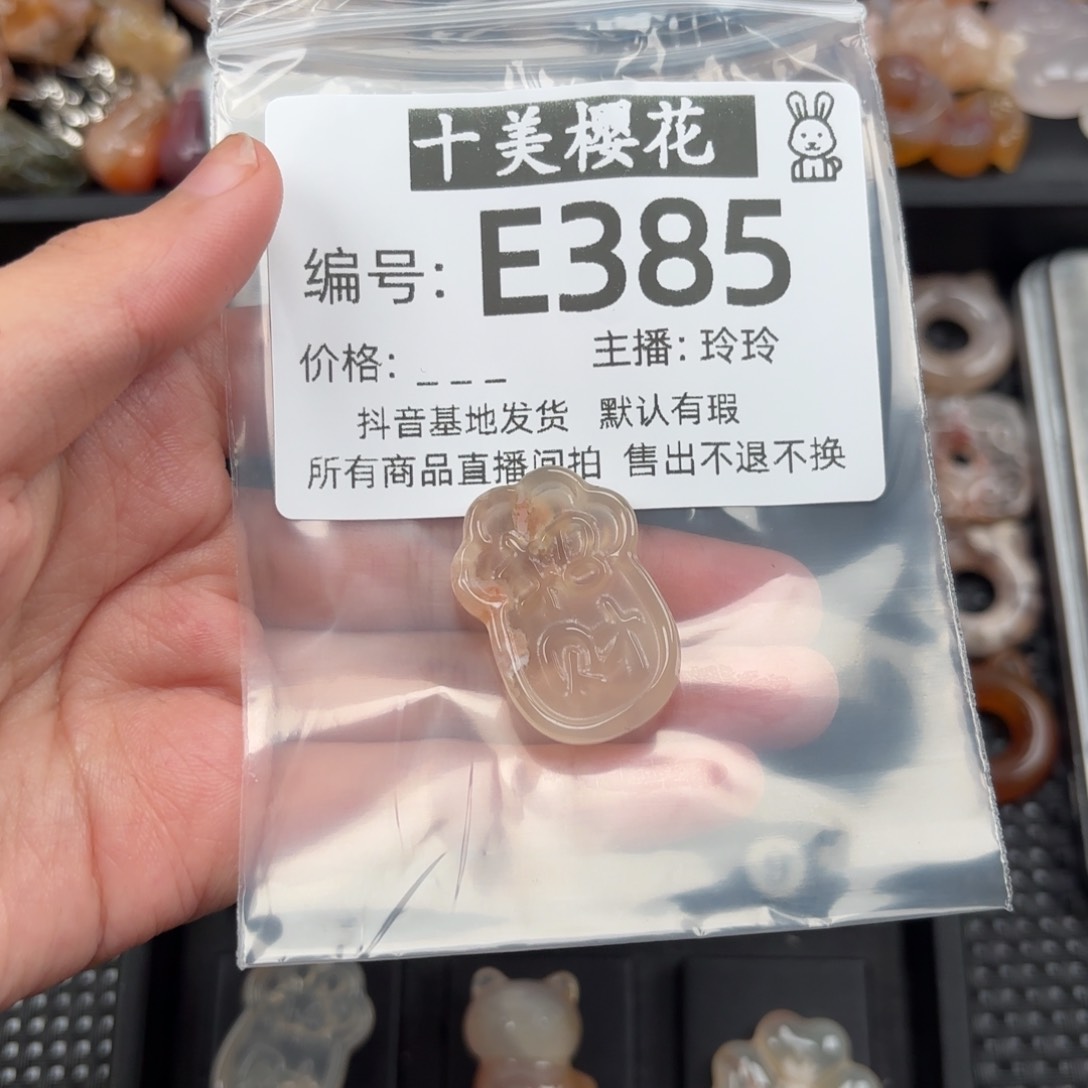 十美樱花
编号: E385
价格: _ _ _ 主播: 玲玲
抖音基地发货 默认有瑕
所有商品直播间拍 售出不退不换
财